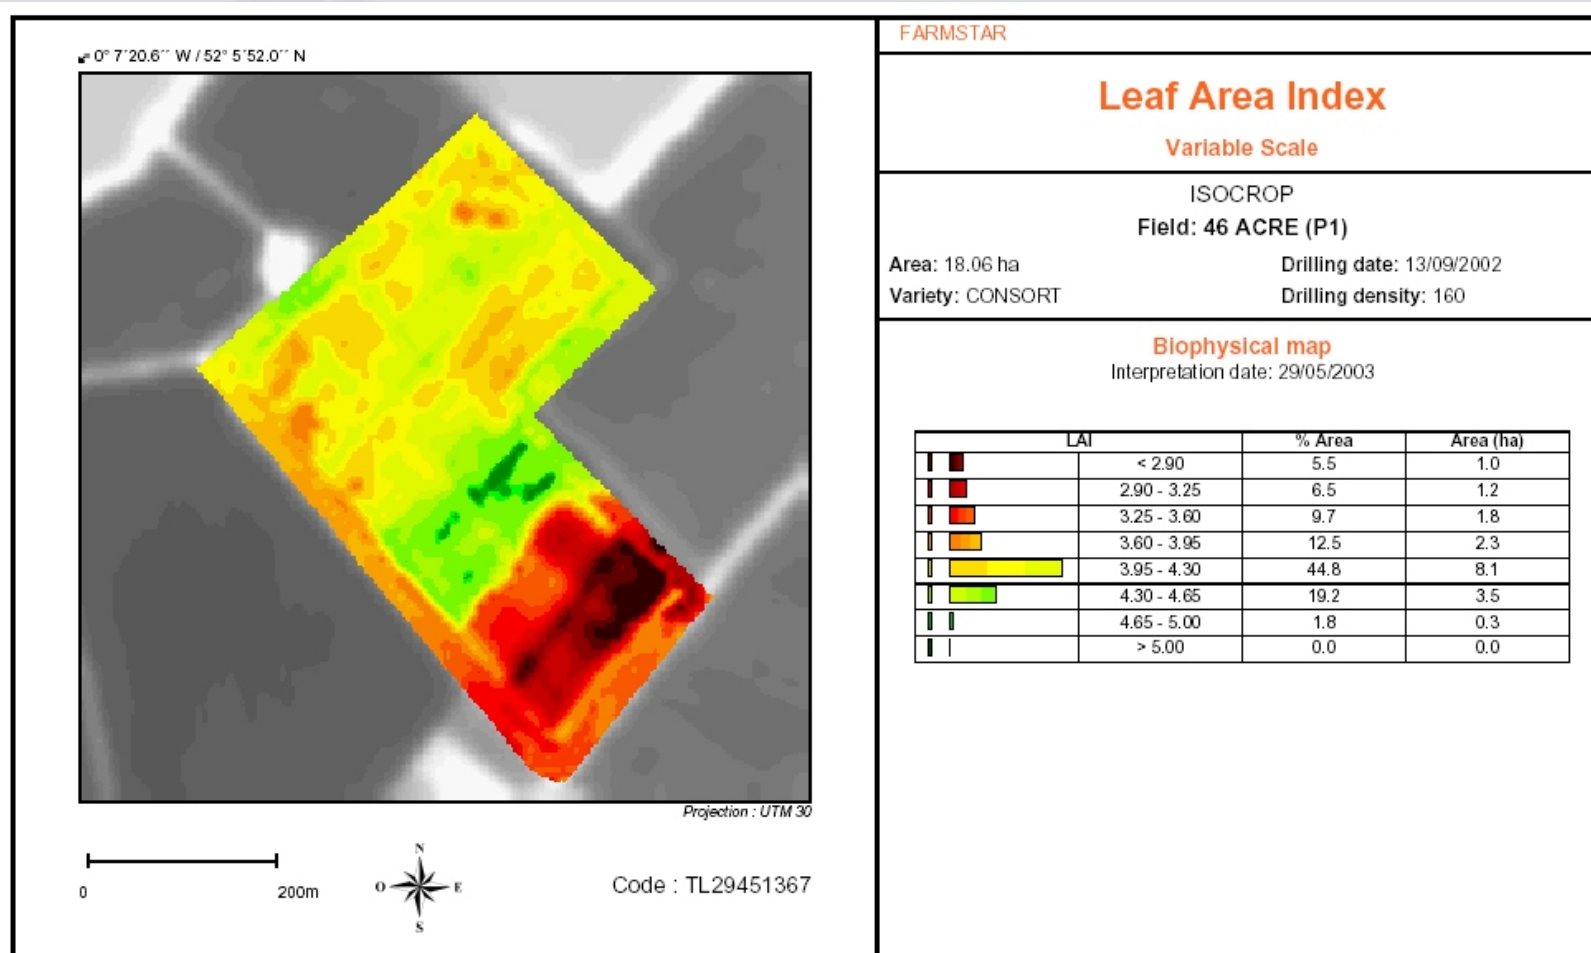 0° 7´20.6´´ W / 52° 5´52.0´´ N
Projection : UTM 30
0 200m
N
O E
S
Code : TL29451367
FARMSTAR
Leaf Area Index
Variable Scale
ISOCROP
Field: 46 ACRE (P1)
Area: 18.06 ha Drilling date: 13/09/2002
Variety: CONSORT Drilling density: 160
Biophysical map
Interpretation date: 29/05/2003
LAI % Area Area (ha)
< 2.90 5.5 1.0
2.90 - 3.25 6.5 1.2
3.25 - 3.60 9.7 1.8
3.60 - 3.95 12.5 2.3
3.95 - 4.30 44.8 8.1
4.30 - 4.65 19.2 3.5
4.65 - 5.00 1.8 0.3
> 5.00 0.0 0.0